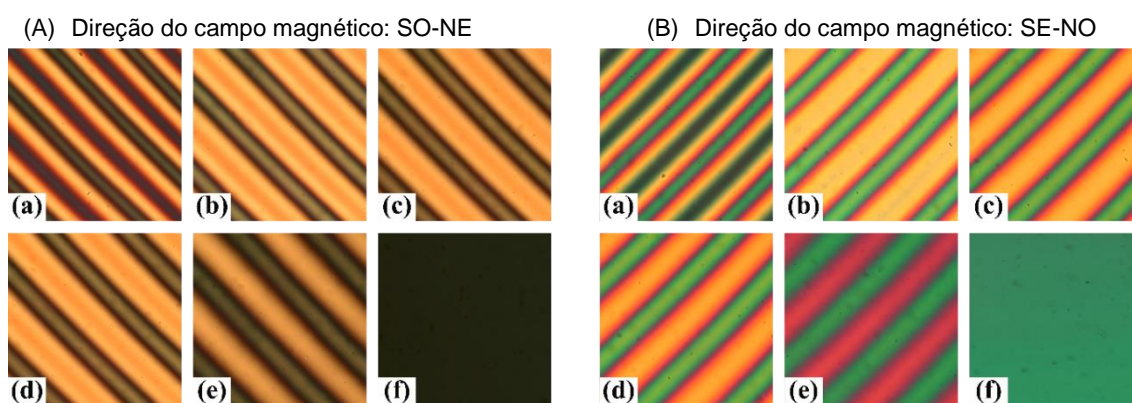 (A) Direção do campo magnético: SO-NE
(B) Direção do campo magnético: SE-NO
(a) (b) (c) (a) (b) (c)
(d) (e) (f) (d) (e) (f)